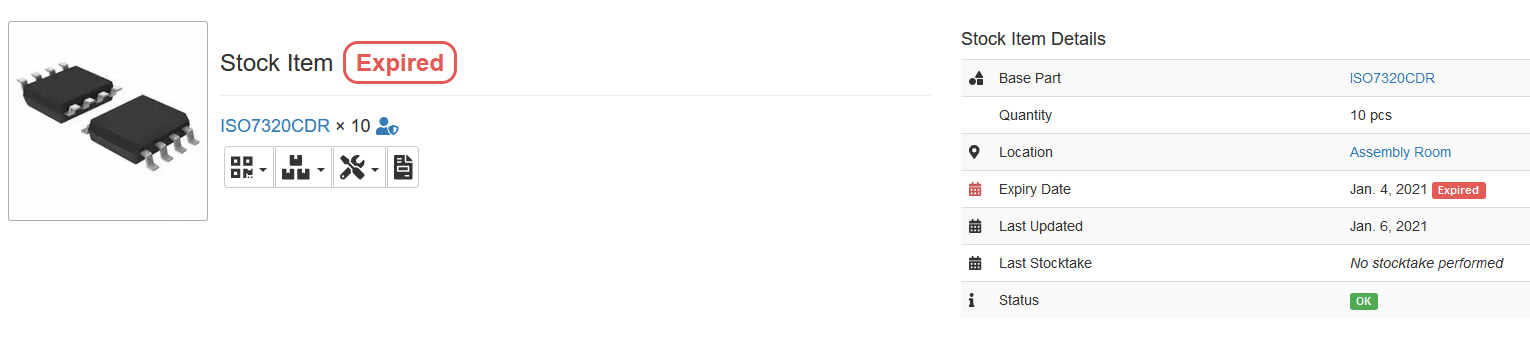 Stock Item Expired
ISO7320CDR × 10
Stock Item Details
Base Part ISO7320CDR
Quantity 10 pcs
Location Assembly Room
Expiry Date Jan. 4, 2021 Expired
Last Updated Jan. 6, 2021
Last Stocktake No stocktake performed
Status OK